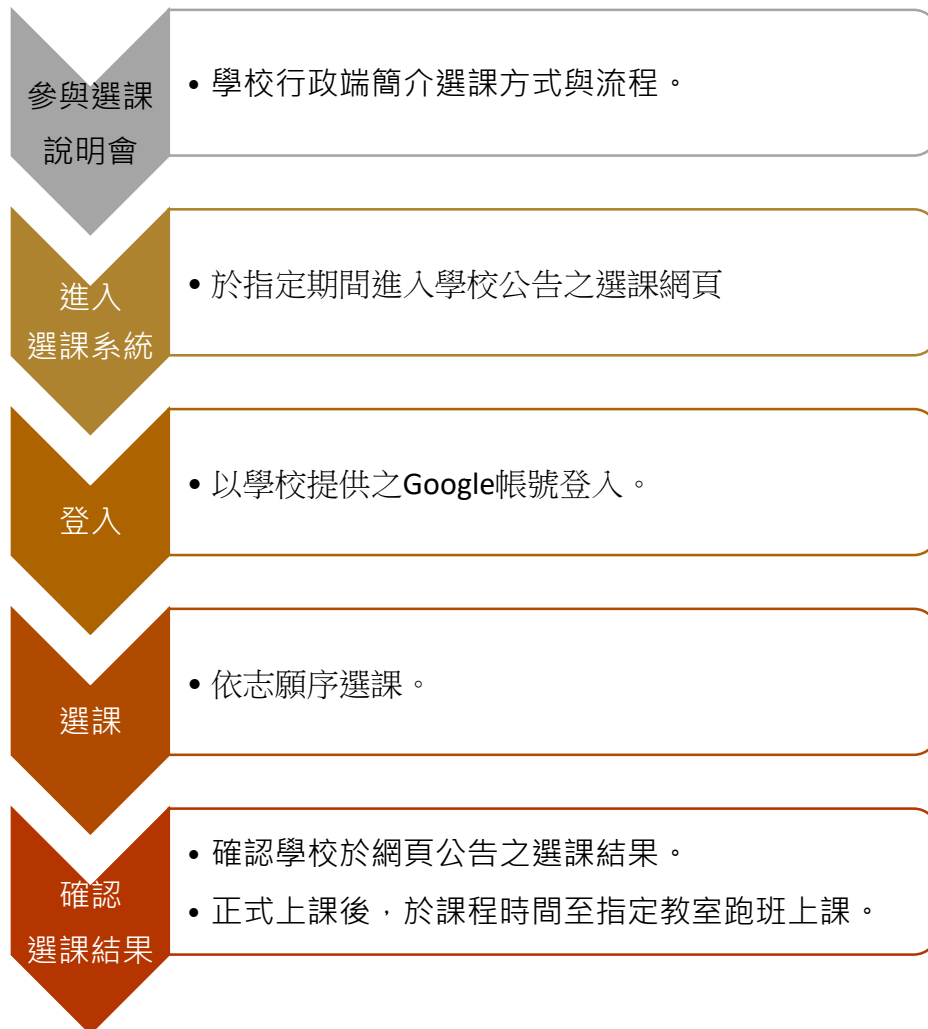 參與選課
說明會
• 學校行政端簡介選課方式與流程。
進入
選課系統
• 於指定期間進入學校公告之選課網頁
登入
• 以學校提供之Google帳號登入。
選課
• 依志願序選課。
確認
選課結果
• 確認學校於網頁公告之選課結果。
• 正式上課後，於課程時間至指定教室跑班上課。